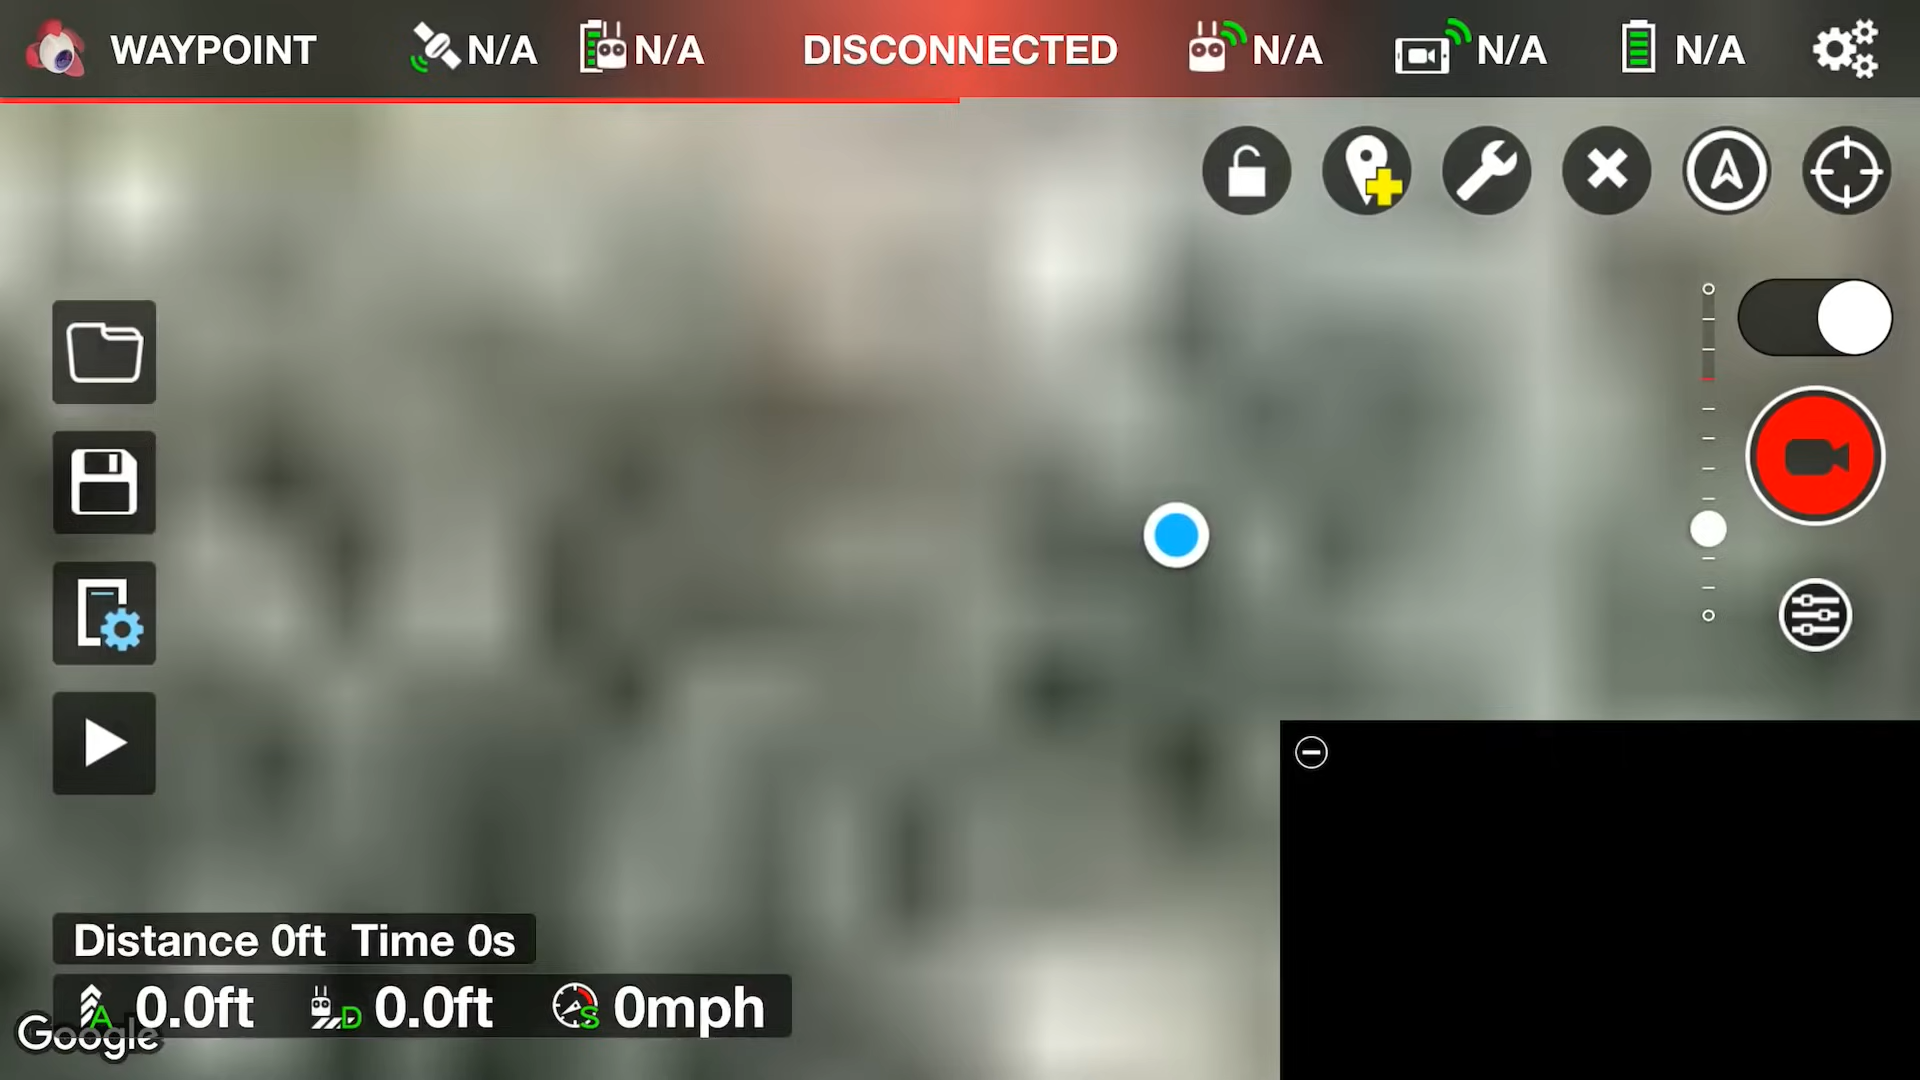 WAYPOINT N/A N/A DISCONNECTED N/A N/A N/A
Distance 0ft Time 0s
A 0.0ft D 0.0ft S 0mph
Google